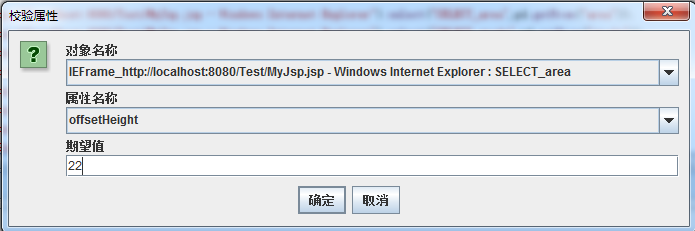 校验属性
对象名称
IEFrame_http://localhost:8080/Test/MyJsp.jsp - Windows Internet Explorer : SELECT_area
属性名称
offsetHeight
期望值
22
确定 取消